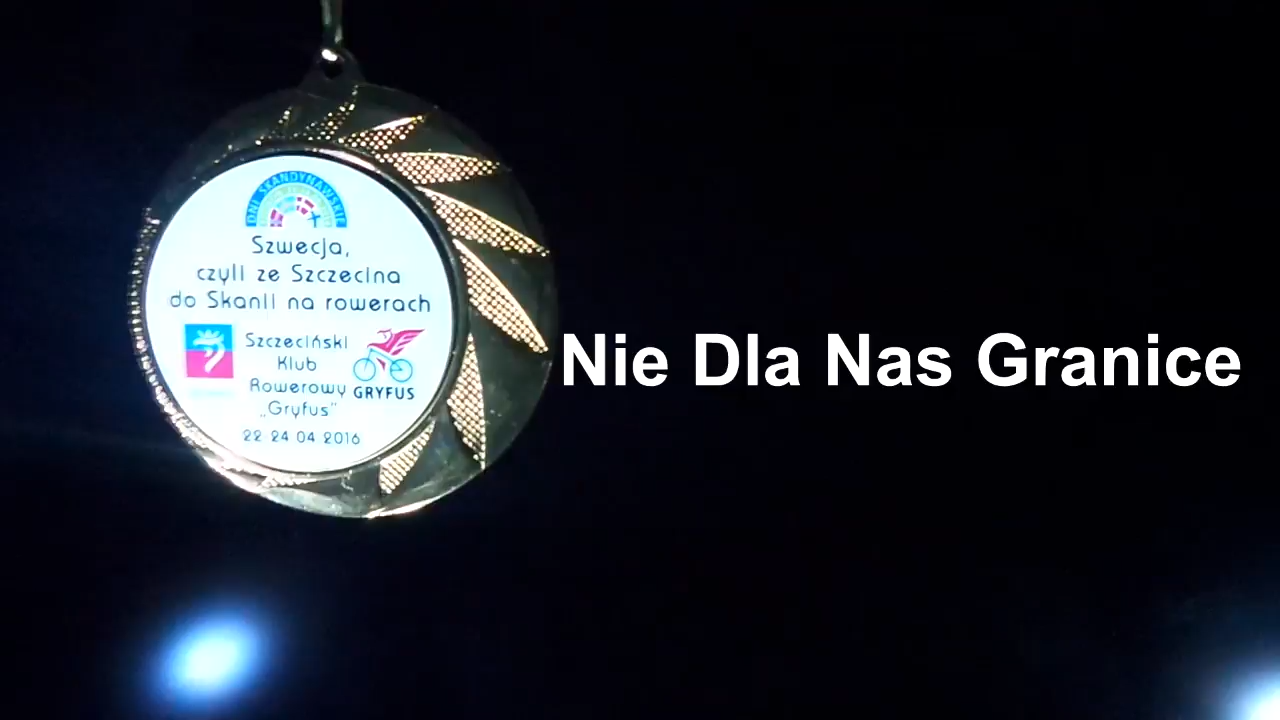 DNI SKANDYNAWSKIE
Szwecja,
czyli ze Szczecina
do Skanii na rowerach
Szczeciński
Klub
Rowerowy
„Gryfus”
GRYFUS
22 24 04 2016
Nie Dla Nas Granice